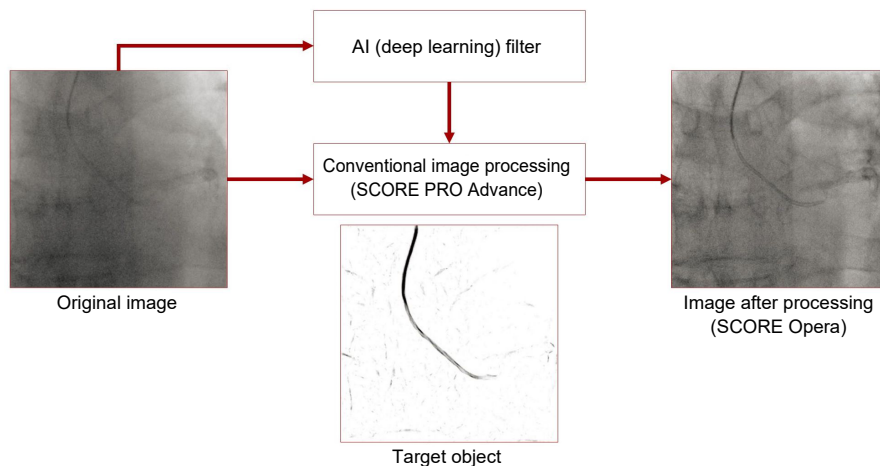 AI (deep learning) filter
Conventional image processing
(SCORE PRO Advance)
Original image
Image after processing
(SCORE Opera)
Target object